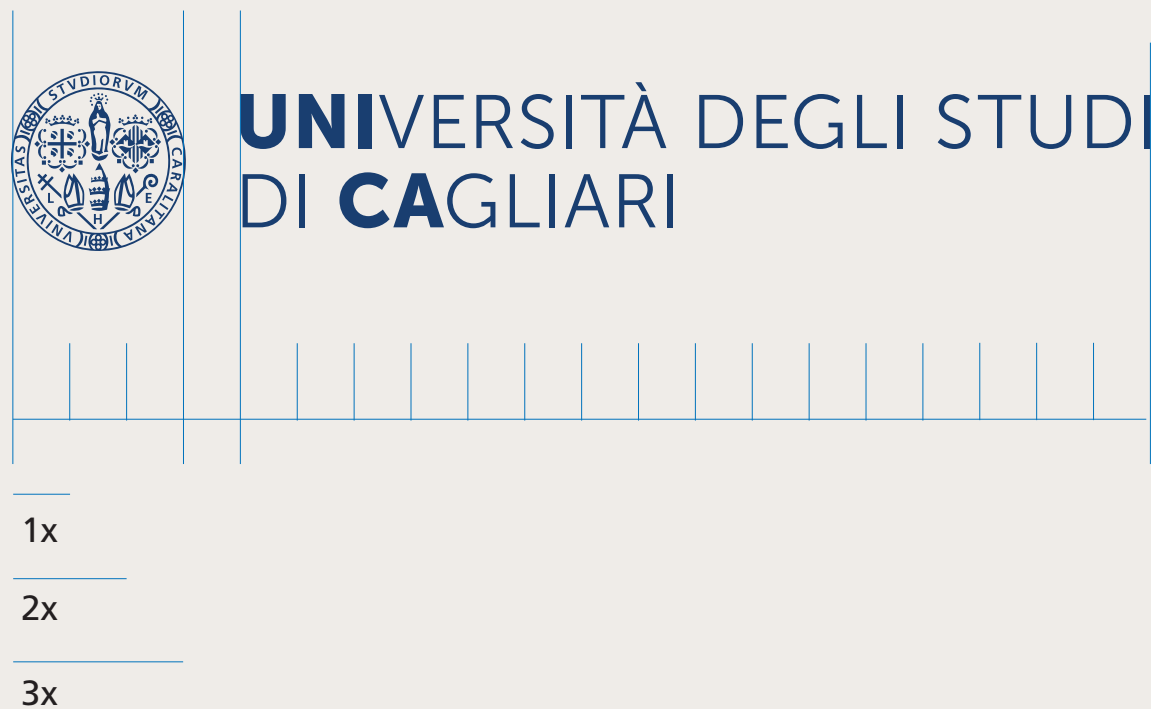 VNIVERSITAS STVDIORVM CARALITANA
L H E
UNIVERSITÀ DEGLI STUDI
DI CAGLIARI
1x
2x
3x